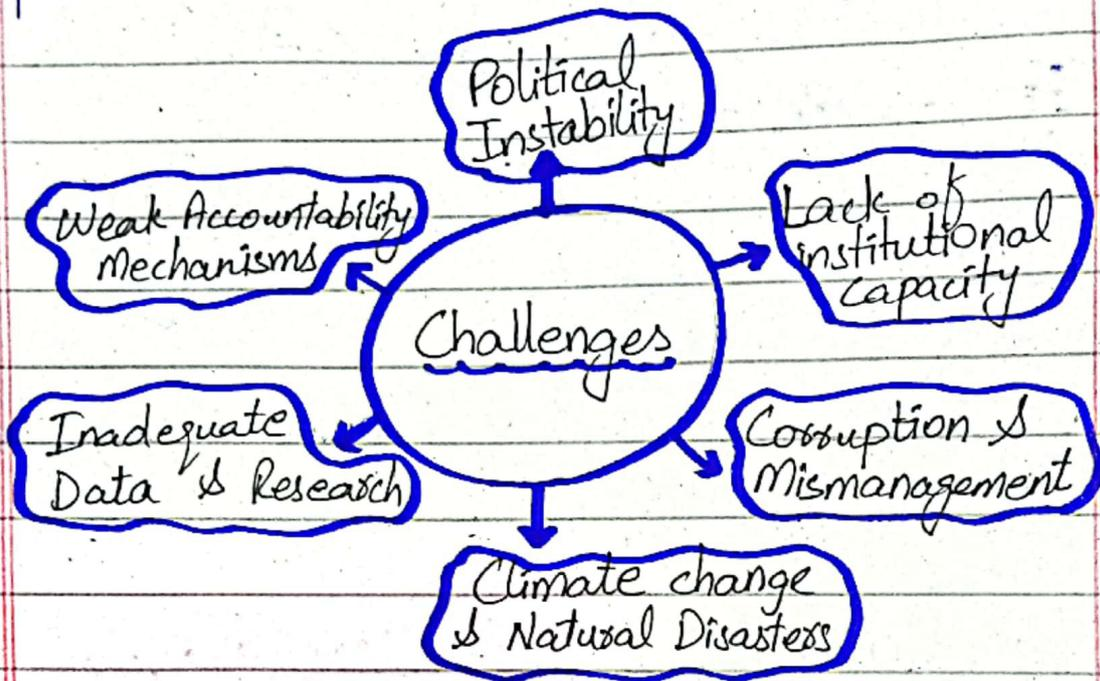 Political
Instability
Weak Accountability
Mechanisms
Lack of
institutional
capacity
Challenges
Inadequate
Data & Research
Corruption &
Mismanagement
Climate change
& Natural Disasters